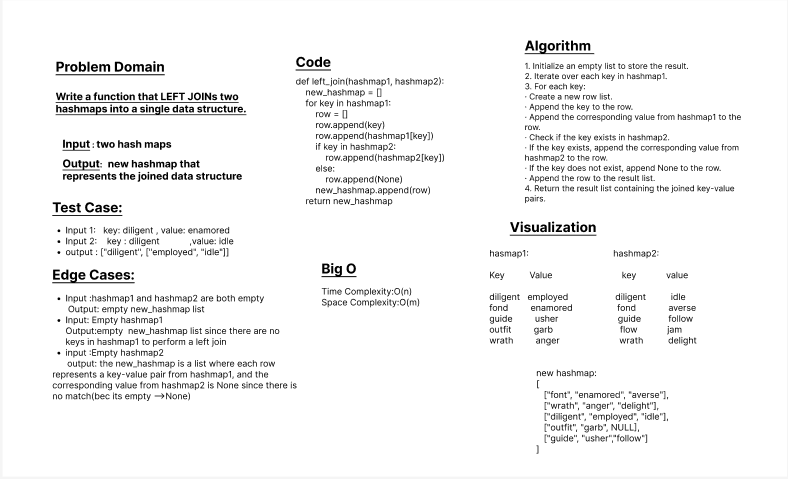 Problem Domain
Write a function that LEFT JOINs two
hashmaps into a single data structure.
Input : two hash maps
Output: new hashmap that
represents the joined data structure
Test Case:
• Input 1: key: diligent , value: enamored
• Input 2: key : diligent ,value: idle
• output : ["diligent", ["employed", "idle"]]
Edge Cases:
• Input :hashmap1 and hashmap2 are both empty
Output: empty new_hashmap list
• Input: Empty hashmap1
Output:empty new_hashmap list since there are no
keys in hashmap1 to perform a left join
• input :Empty hashmap2
output: the new_hashmap is a list where each row
represents a key-value pair from hashmap1, and the
corresponding value from hashmap2 is None since there is
no match(bec its empty -->None)
Code
def left_join(hashmap1, hashmap2):
new_hashmap = []
for key in hashmap1:
row = []
row.append(key)
row.append(hashmap1[key])
if key in hashmap2:
row.append(hashmap2[key])
else:
row.append(None)
new_hashmap.append(row)
return new_hashmap
Big O
Time Complexity:O(n)
Space Complexity:O(m)
Algorithm
1. Initialize an empty list to store the result.
2. Iterate over each key in hashmap1.
3. For each key:
· Create a new row list.
· Append the key to the row.
· Append the corresponding value from hashmap1 to the
row.
· Check if the key exists in hashmap2.
· If the key exists, append the corresponding value from
hashmap2 to the row.
· If the key does not exist, append None to the row.
· Append the row to the result list.
4. Return the result list containing the joined key-value
pairs.
Visualization
hasmap1: hashmap2:
Key Value key value
diligent employed diligent idle
fond enamored fond averse
guide usher guide follow
outfit garb flow jam
wrath anger wrath delight
new hashmap:
[
["font", "enamored", "averse"],
["wrath", "anger", "delight"],
["diligent", "employed", "idle"],
["outfit", "garb", NULL],
["guide", "usher","follow"]
]